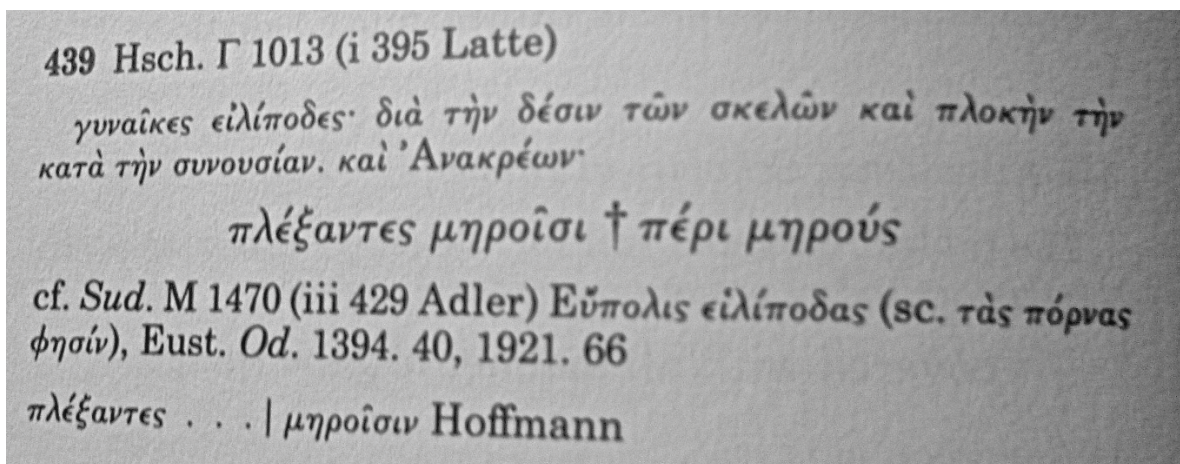 439 Hsch. Γ 1013 (i 395 Latte)
γυναῖκες εἰλίποδες· διὰ τὴν δέσιν τῶν σκελῶν καὶ πλοκὴν τὴν
κατὰ τὴν συνουσίαν. καὶ Ἀνακρέων·
πλέξαντες μηροῖσι † πέρι μηρούς
cf. Sud. M 1470 (iii 429 Adler) Εὔπολις εἰλίποδας (sc. τὰς πόρνας
φησίν), Eust. Od. 1394. 40, 1921. 66
πλέξαντες . . . | μηροῖσιν Hoffmann